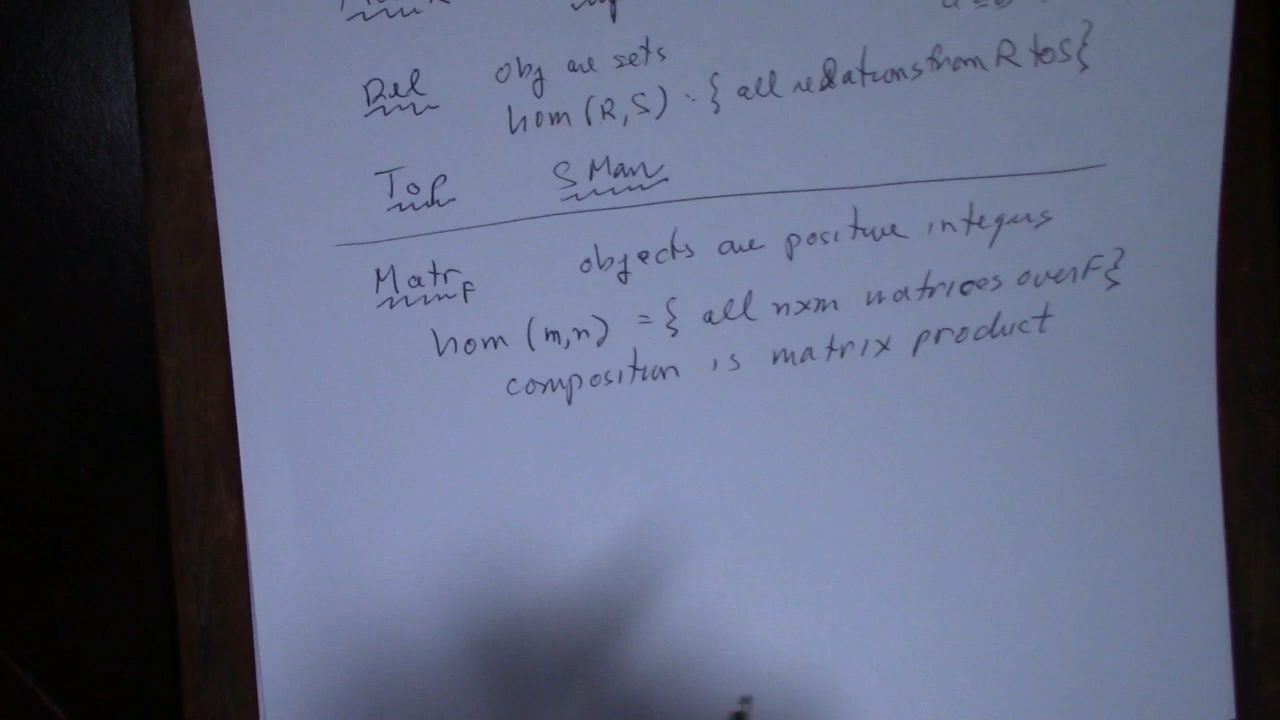 Rel obj are sets
hom (R,S) = { all relations from R to S}
Top SMan
Matr F objects are positive integers
hom (m,n) = { all nxm matrices over F}
composition is matrix product